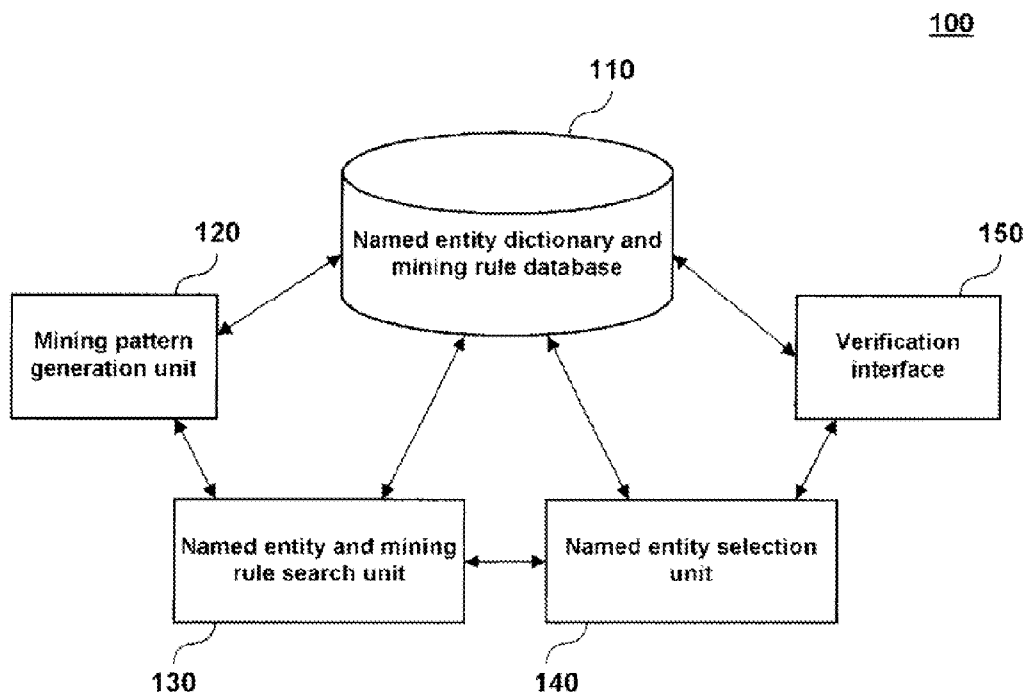 100
110
Named entity dictionary and
mining rule database
120
Mining pattern
generation unit
150
Verification
interface
Named entity and mining
rule search unit
130
Named entity selection
unit
140